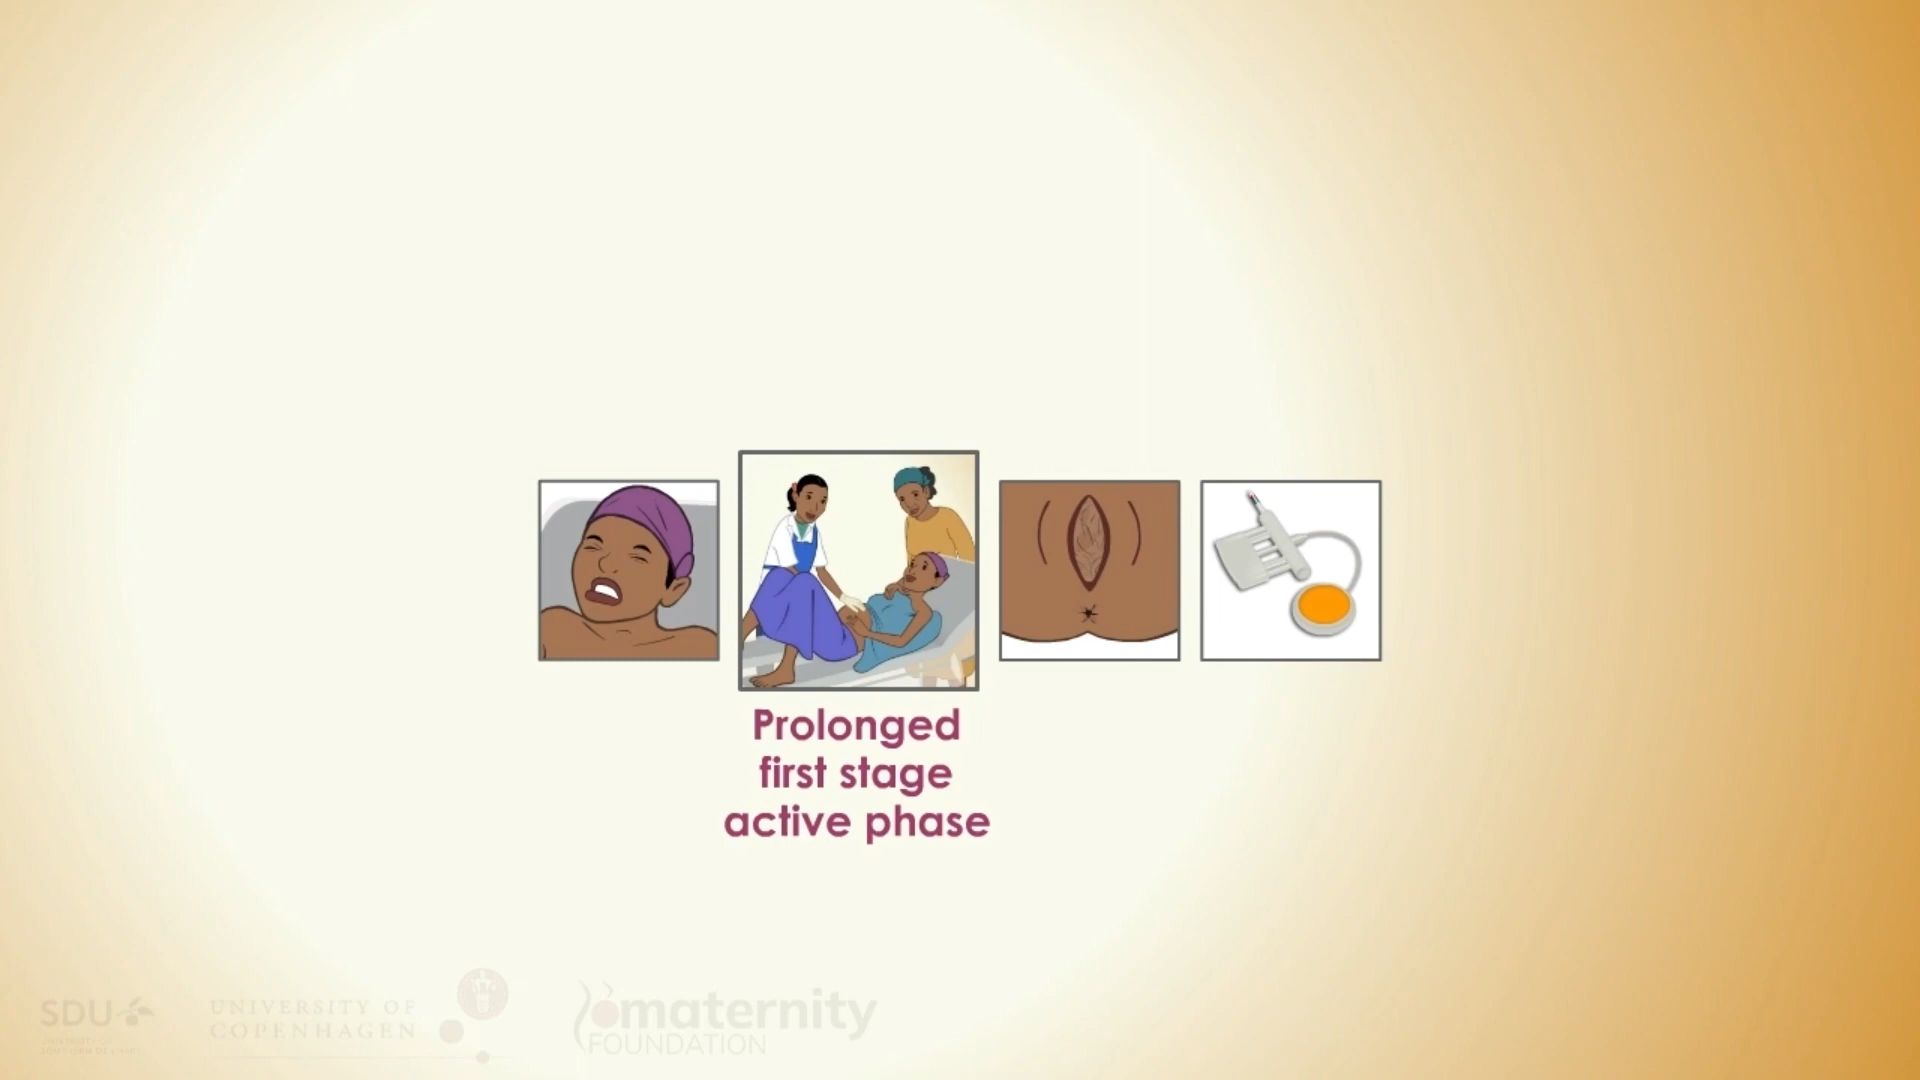 Prolonged
first stage
active phase
SDU
UNIVERSITY OF
COPENHAGEN
maternity
FOUNDATION